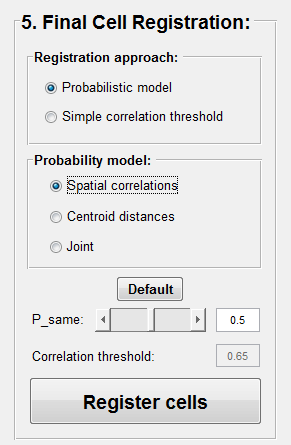 5. Final Cell Registration:
Registration approach:
Probabilistic model
Simple correlation threshold
Probability model:
Spatial correlations
Centroid distances
Joint
Default
P_same: 0.5
Correlation threshold: 0.65
Register cells